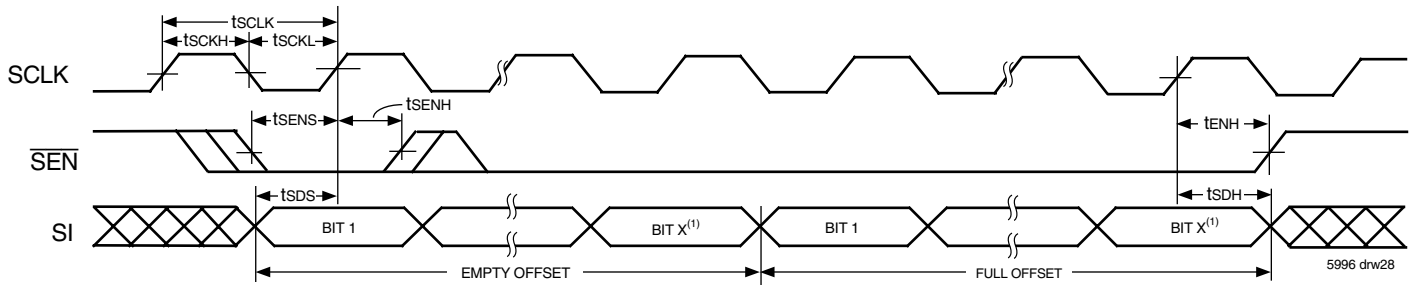 tSCLK
tSCKH tSCKL
SCLK
tSENH
tSENS
tENH
SEN
tSDS
tSDH
SI
BIT 1
BIT X(1)
BIT 1
BIT X(1)
EMPTY OFFSET
FULL OFFSET
5996 drw28